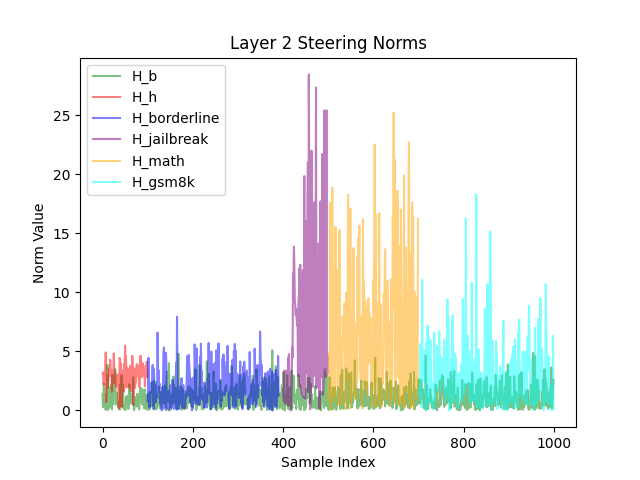 Layer 2 Steering Norms
H_b
H_h
H_borderline
H_jailbreak
H_math
H_gsm8k
Norm Value
25
20
15
10
5
0
0
200
400
600
800
1000
Sample Index